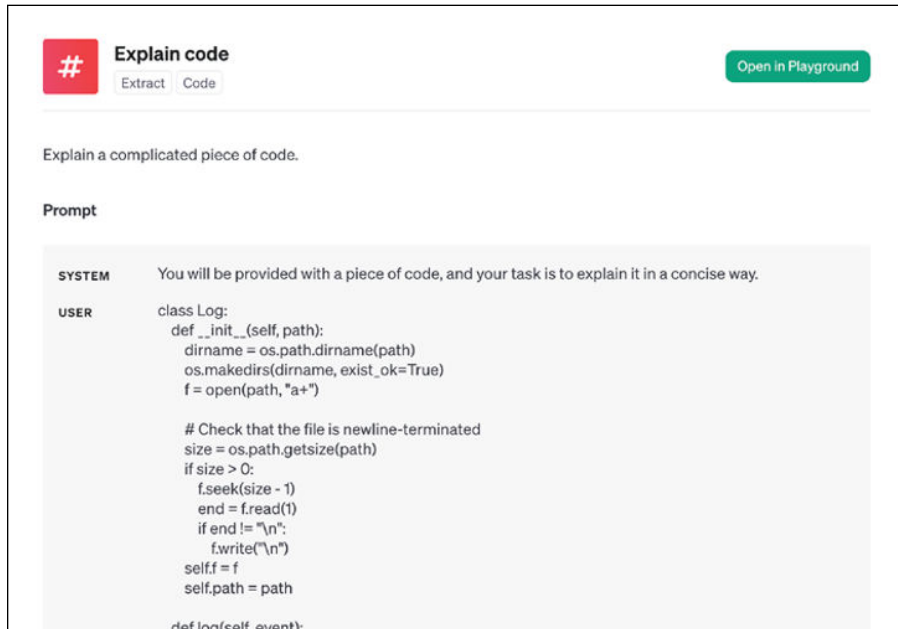 #
Explain code
Extract Code
Open in Playground
Explain a complicated piece of code.
Prompt
SYSTEM You will be provided with a piece of code, and your task is to explain it in a concise way.
USER class Log:
def __init__(self, path):
dirname = os.path.dirname(path)
os.makedirs(dirname, exist_ok=True)
f = open(path, "a+")
# Check that the file is newline-terminated
size = os.path.getsize(path)
if size > 0:
f.seek(size - 1)
end = f.read(1)
if end != "\n":
f.write("\n")
self.f = f
self.path = path
def log(self, event):